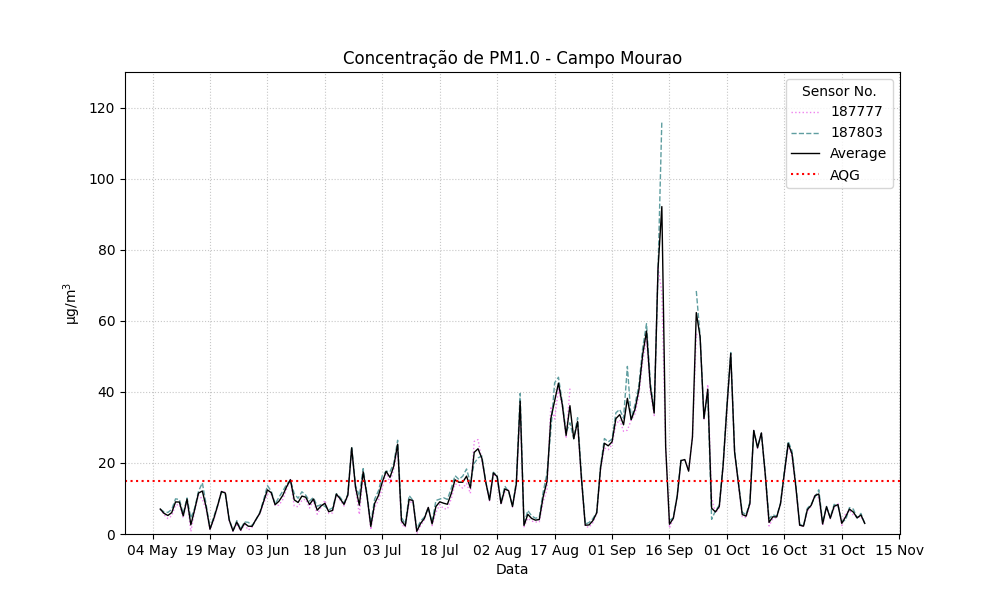 Concentração de PM1.0 - Campo Mourao
Sensor No.
187777
187803
Average
AQG
µg/m³
120
100
80
60
40
20
0
04 May 19 May 03 Jun 18 Jun 03 Jul 18 Jul 02 Aug 17 Aug 01 Sep 16 Sep 01 Oct 16 Oct 31 Oct 15 Nov
Data